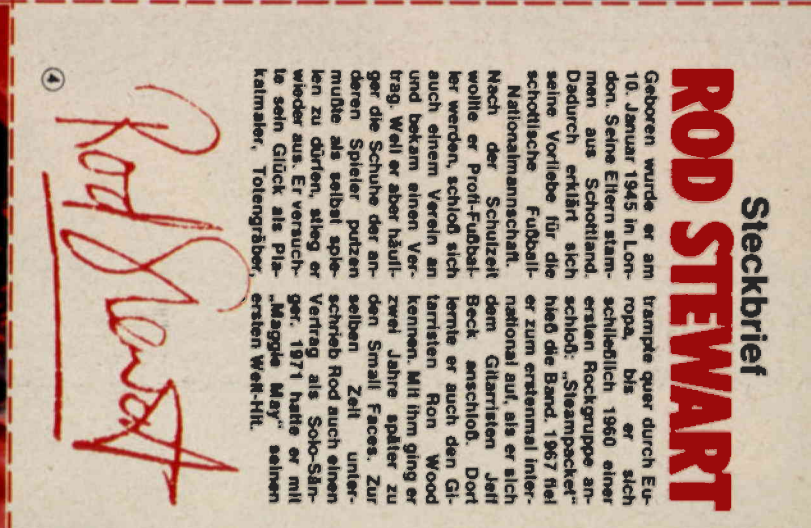 Steckbrief
ROD STEWART
Geboren wurde er am
10. Januar 1945 in Lon-
don. Seine Eltern stam-
men aus Schottland.
Dadurch erklärt sich
seine Vorliebe für die
schottische Fußball-
Nationalmannschaft.
Nach der Schulzeit
wollte er Profi-Fußbal-
ler werden, schloß sich
auch einem Verein an
und bekam einen Ver-
trag. Weil er aber häufi-
ger die Schuhe der an-
deren Spieler putzen
mußte als selbst spie-
len zu dürfen, stieg er
wieder aus. Er versuch-
te sein Glück als Pla-
katmaler, Totengräber,
trampte quer durch Eu-
ropa, bis er sich
schließlich 1960 einer
ersten Rockgruppe an-
schloß: „Steampacket“
hieß die Band. 1967 fiel
er zum erstenmal inter-
national auf, als er sich
dem Gitarristen Jeff
Beck anschloß. Dort
lernte er auch den Gi-
tarristen Ron Wood
kennen. Mit ihm ging er
zwei Jahre später zu
den Small Faces. Zur
selben Zeit unter-
schrieb Rod auch einen
Vertrag als Solo-Sän-
ger. 1971 hatte er mit
„Maggie May“ seinen
ersten Welt-Hit.
Rod Stewart
4